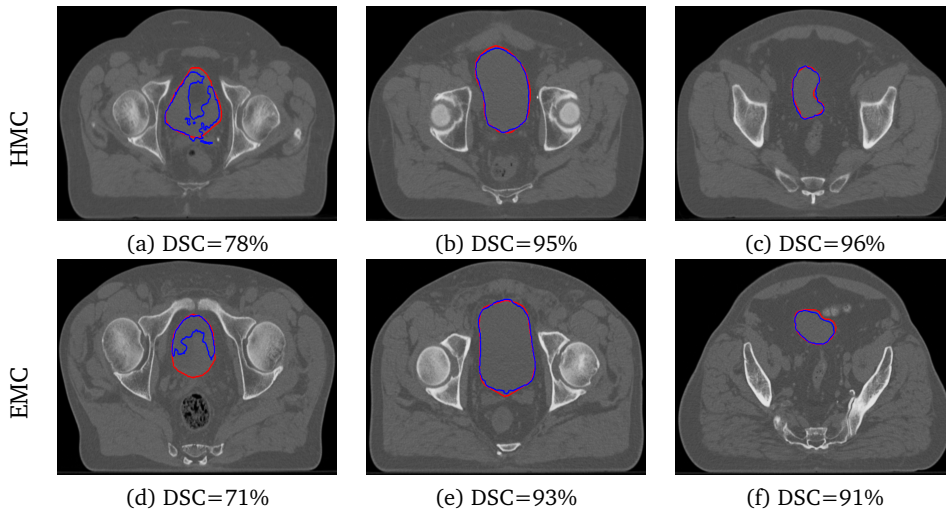 HMC
(a) DSC=78%
(b) DSC=95%
(c) DSC=96%
EMC
(d) DSC=71%
(e) DSC=93%
(f) DSC=91%